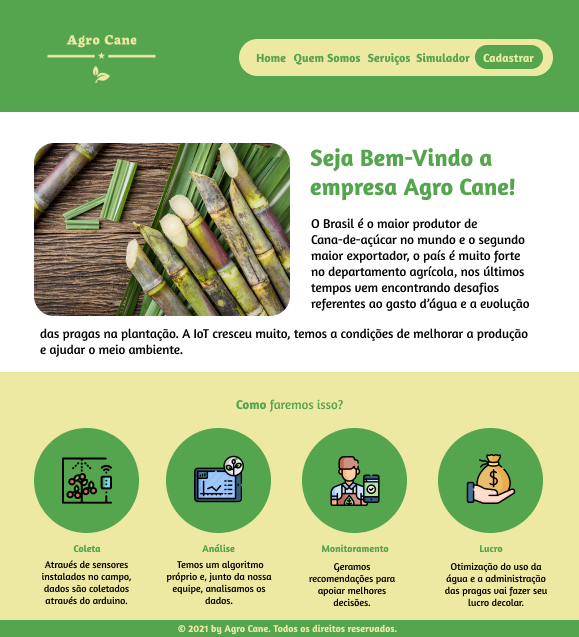 Agro Cane
Home Quem Somos Serviços Simulador Cadastrar
Seja Bem-Vindo a
empresa Agro Cane!
O Brasil é o maior produtor de
Cana-de-açúcar no mundo e o segundo
maior exportador, o país é muito forte
no departamento agrícola, nos últimos
tempos vem encontrando desafios
referentes ao gasto d'água e a evolução
das pragas na plantação. A IoT cresceu muito, temos a condições de melhorar a produção
e ajudar o meio ambiente.
Como faremos isso?
Coleta
Através de sensores
instalados no campo,
dados são coletados
através do arduino.
Análise
Temos um algoritmo
próprio e, junto da nossa
equipe, analisamos os
dados.
Monitoramento
Geramos
recomendações para
apoiar melhores
decisões.
Lucro
Otimização do uso da
água e a administração
das pragas vai fazer seu
lucro decolar.
© 2021 by Agro Cane. Todos os direitos reservados.